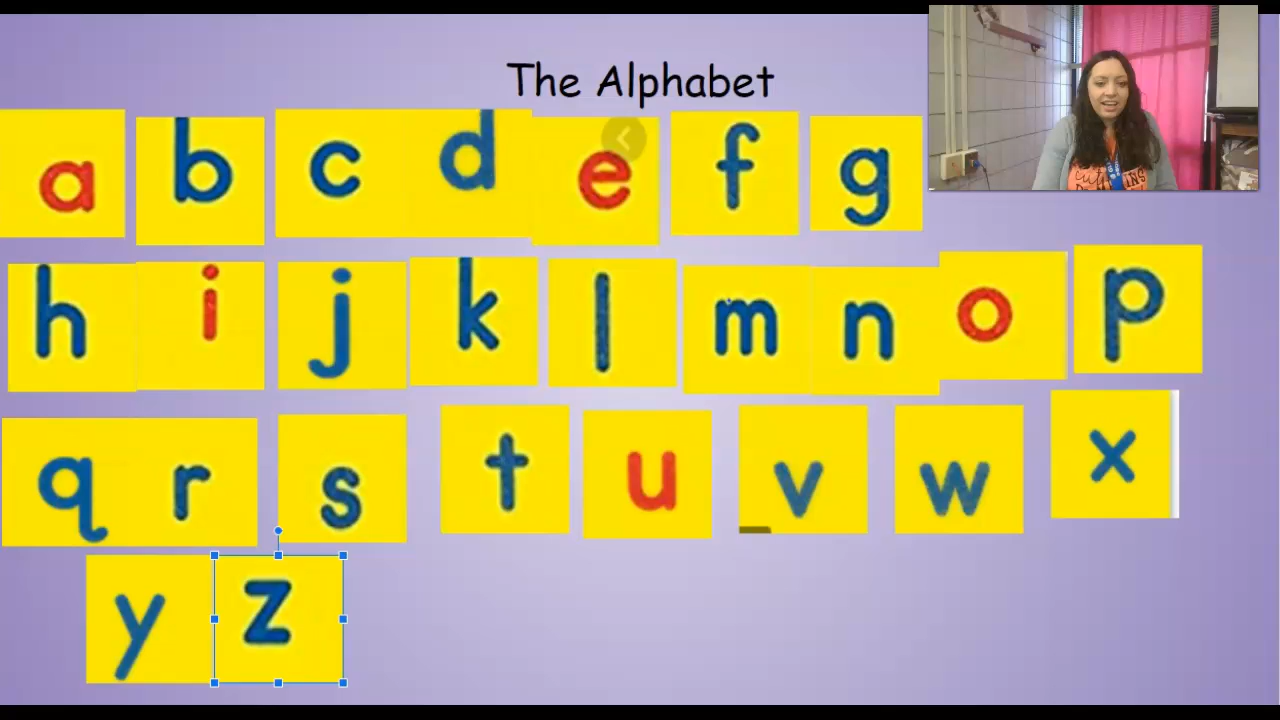 The Alphabet
a b c d e f g
h i j k l m n o p
q r s t u v w x
y z